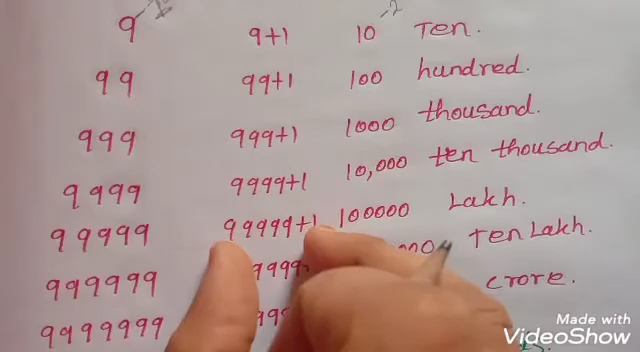 9 9+1 10 Ten.
99 99+1 100 hundred.
999 999+1 1000 thousand.
9999 9999+1 10,000 ten thousand.
99999 99999+1 100000 Lakh.
999999 Ten Lakh.
9999999 crore.
Made with
VideoShow